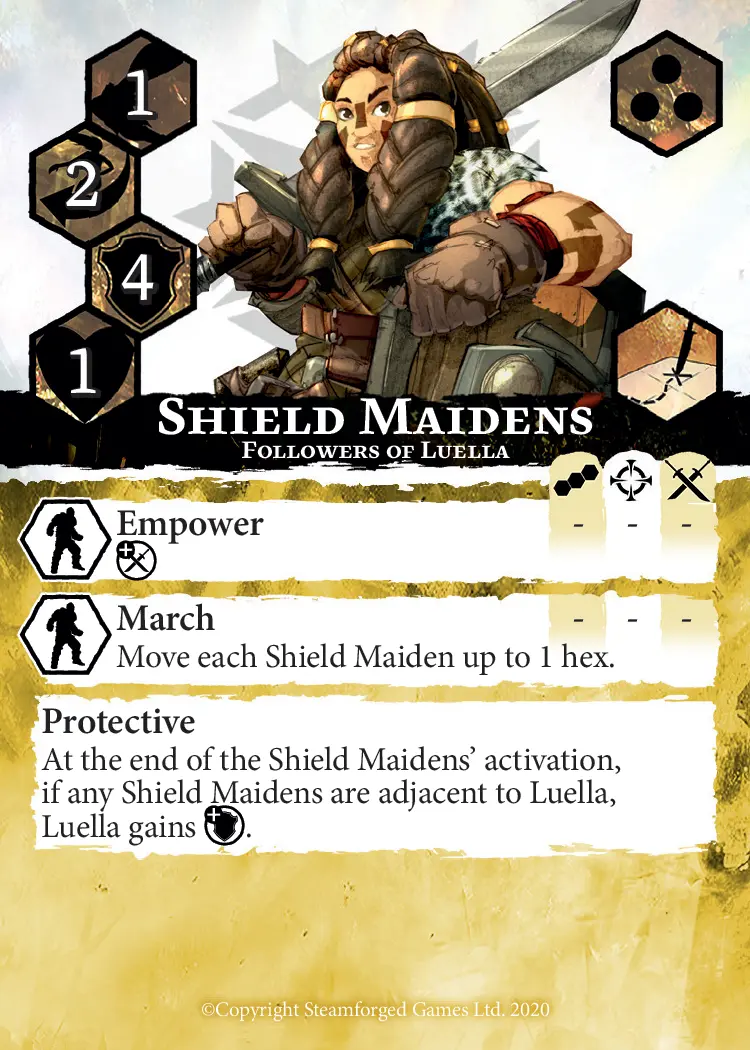 1
2
4
1
Shield Maidens
Followers of Luella
Empower
- - -
March
- - -
Move each Shield Maiden up to 1 hex.
Protective
At the end of the Shield Maidens’ activation,
if any Shield Maidens are adjacent to Luella,
Luella gains .
©Copyright Steamforged Games Ltd. 2020